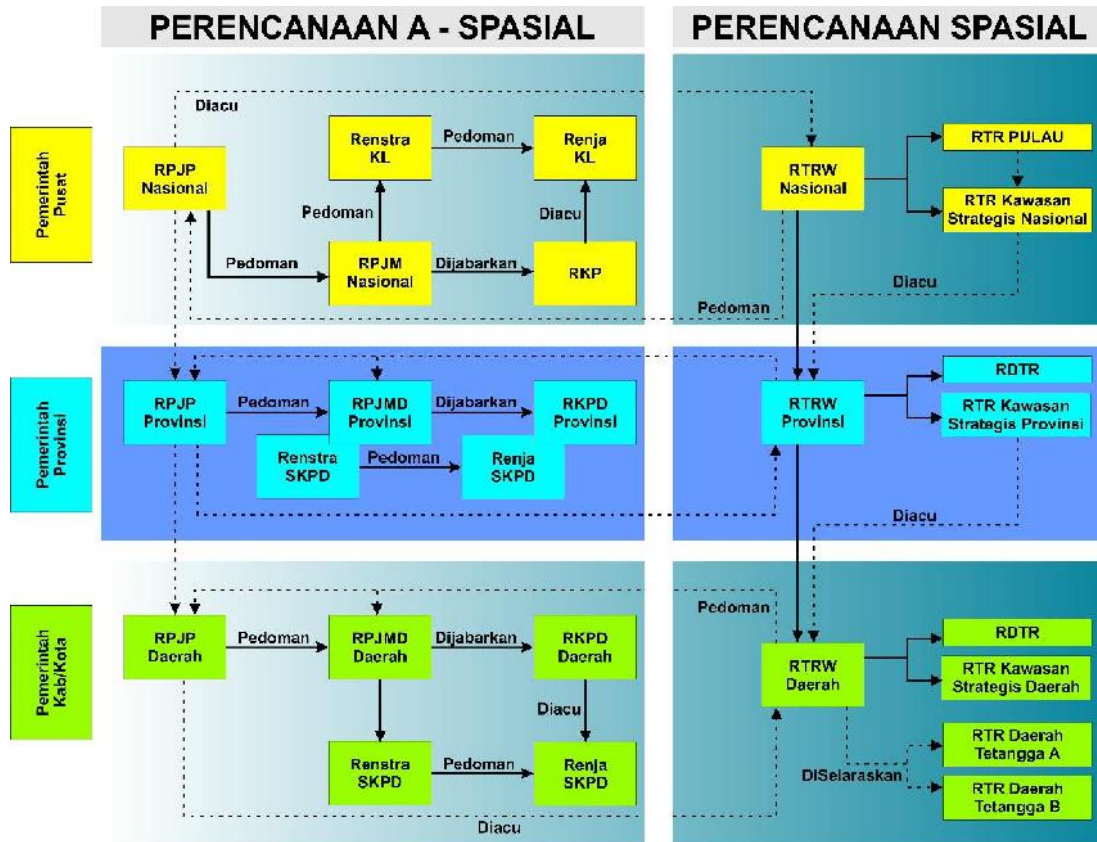 PERENCANAAN A - SPASIAL
PERENCANAAN SPASIAL
Pemerintah
Pusat
Diacu
RPJP
Nasional
Renstra
KL
Pedoman
Renja
KL
Pedoman
Diacu
Pedoman
RPJM
Nasional
Dijabarkan
RKP
RTRW
Nasional
RTR PULAU
RTR Kawasan
Strategis Nasional
Diacu
Pedoman
Pemerintah
Provinsi
RPJP
Provinsi
Pedoman
RPJMD
Provinsi
Dijabarkan
RKPD
Provinsi
Renstra
SKPD
Pedoman
Renja
SKPD
RTRW
Provinsi
RDTR
RTR Kawasan
Strategis Provinsi
Diacu
Pemerintah
Kab/Kota
RPJP
Daerah
Pedoman
RPJMD
Daerah
Dijabarkan
RKPD
Daerah
Diacu
Renstra
SKPD
Pedoman
Renja
SKPD
Diacu
Pedoman
RTRW
Daerah
RDTR
RTR Kawasan
Strategis Daerah
DISelaraskan
RTR Daerah
Tetangga A
RTR Daerah
Tetangga B